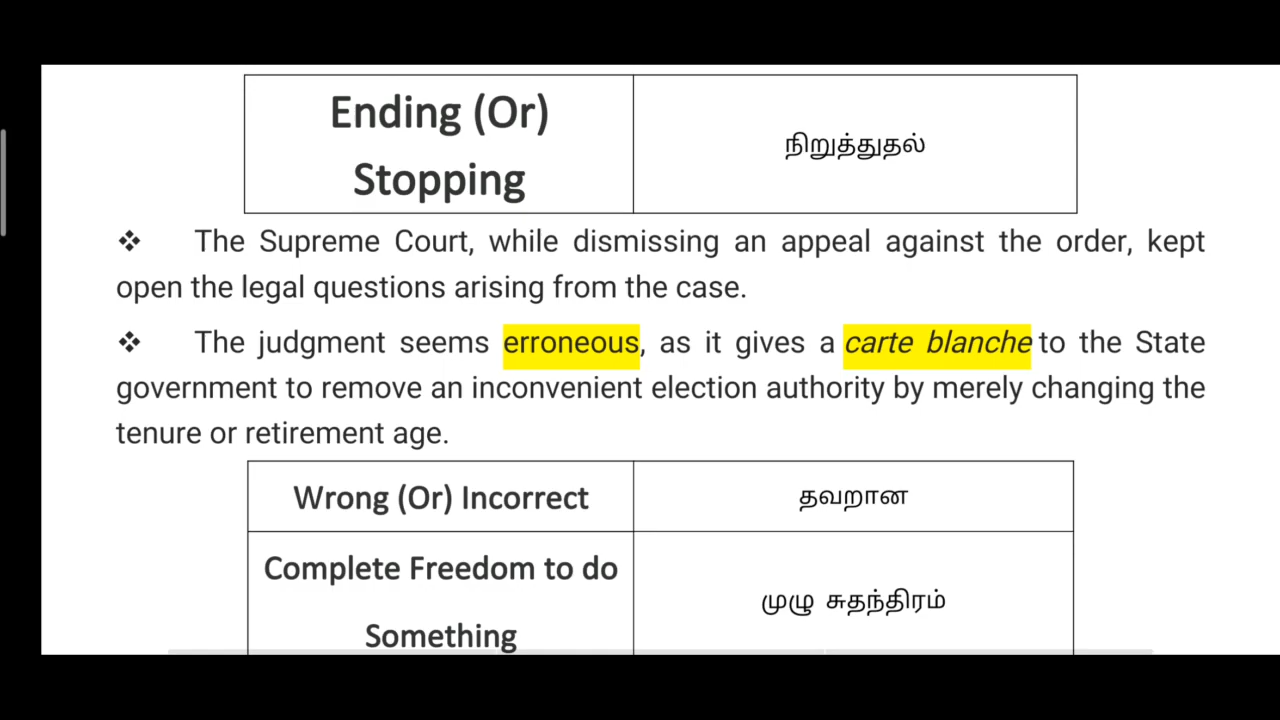 Ending (Or)
Stopping
நிறுத்துதல்
❖ The Supreme Court, while dismissing an appeal against the order, kept
open the legal questions arising from the case.
❖ The judgment seems erroneous, as it gives a carte blanche to the State
government to remove an inconvenient election authority by merely changing the
tenure or retirement age.
Wrong (Or) Incorrect
தவறான
Complete Freedom to do
Something
முழு சுதந்திரம்